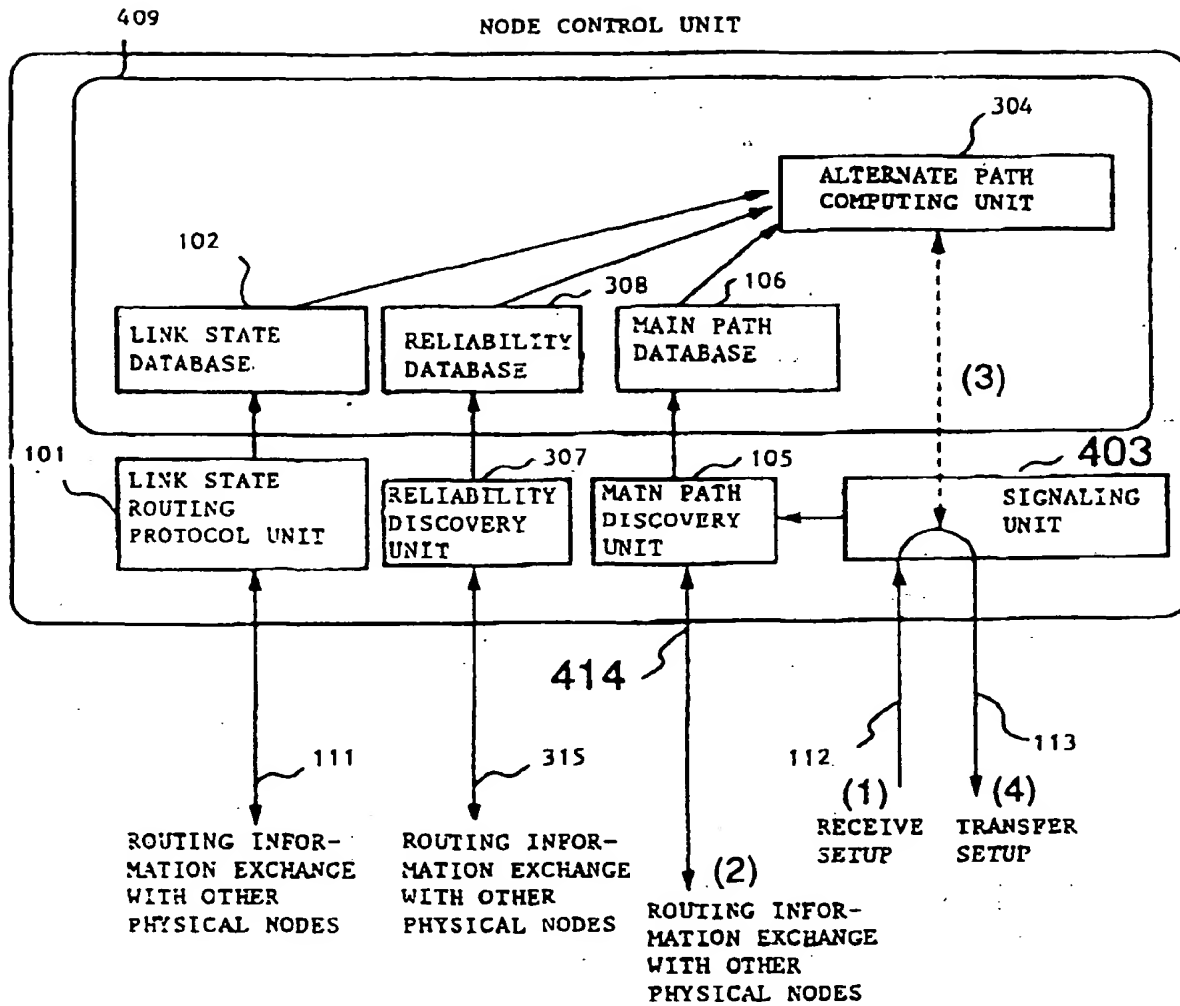 409
NODE CONTROL UNIT
304
ALTERNATE PATH
COMPUTING UNIT
102
308
106
LINK STATE
DATABASE
RELIABILITY
DATABASE
MAIN PATH
DATABASE
(3)
101
307
105
403
LINK STATE
ROUTING
PROTOCOL UNIT
RELIABILITY
DISCOVERY
UNIT
MAIN PATH
DISCOVERY
UNIT
SIGNALING
UNIT
414
111
315
112
113
(1)
RECEIVE
SETUP
(4)
TRANSFER
SETUP
ROUTING INFOR-
MATION EXCHANGE
WITH OTHER
PHYSICAL NODES
ROUTING INFOR-
MATION EXCHANGE
WITH OTHER
PHYSICAL NODES
(2)
ROUTING INFOR-
MATION EXCHANGE
WITH OTHER
PHYSICAL NODES